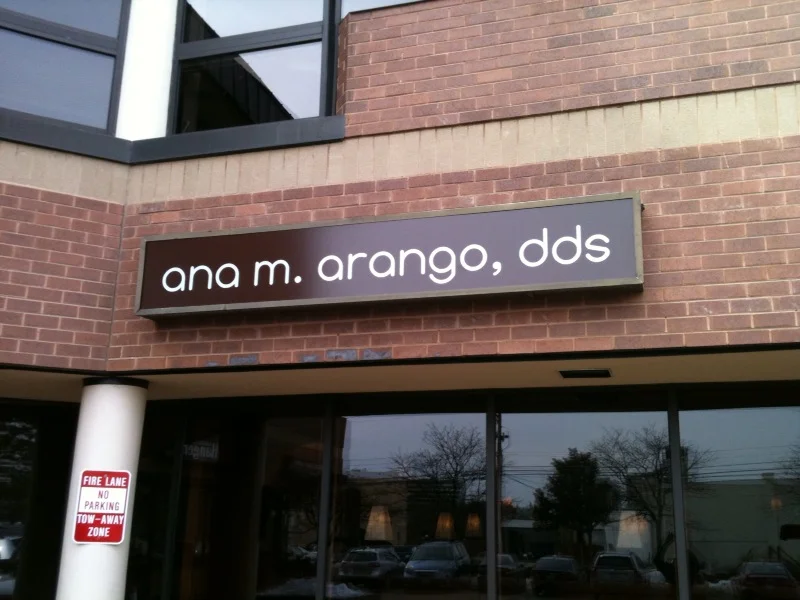 ana m. arango, dds
FIRE LANE
NO
PARKING
TOW-AWAY
ZONE